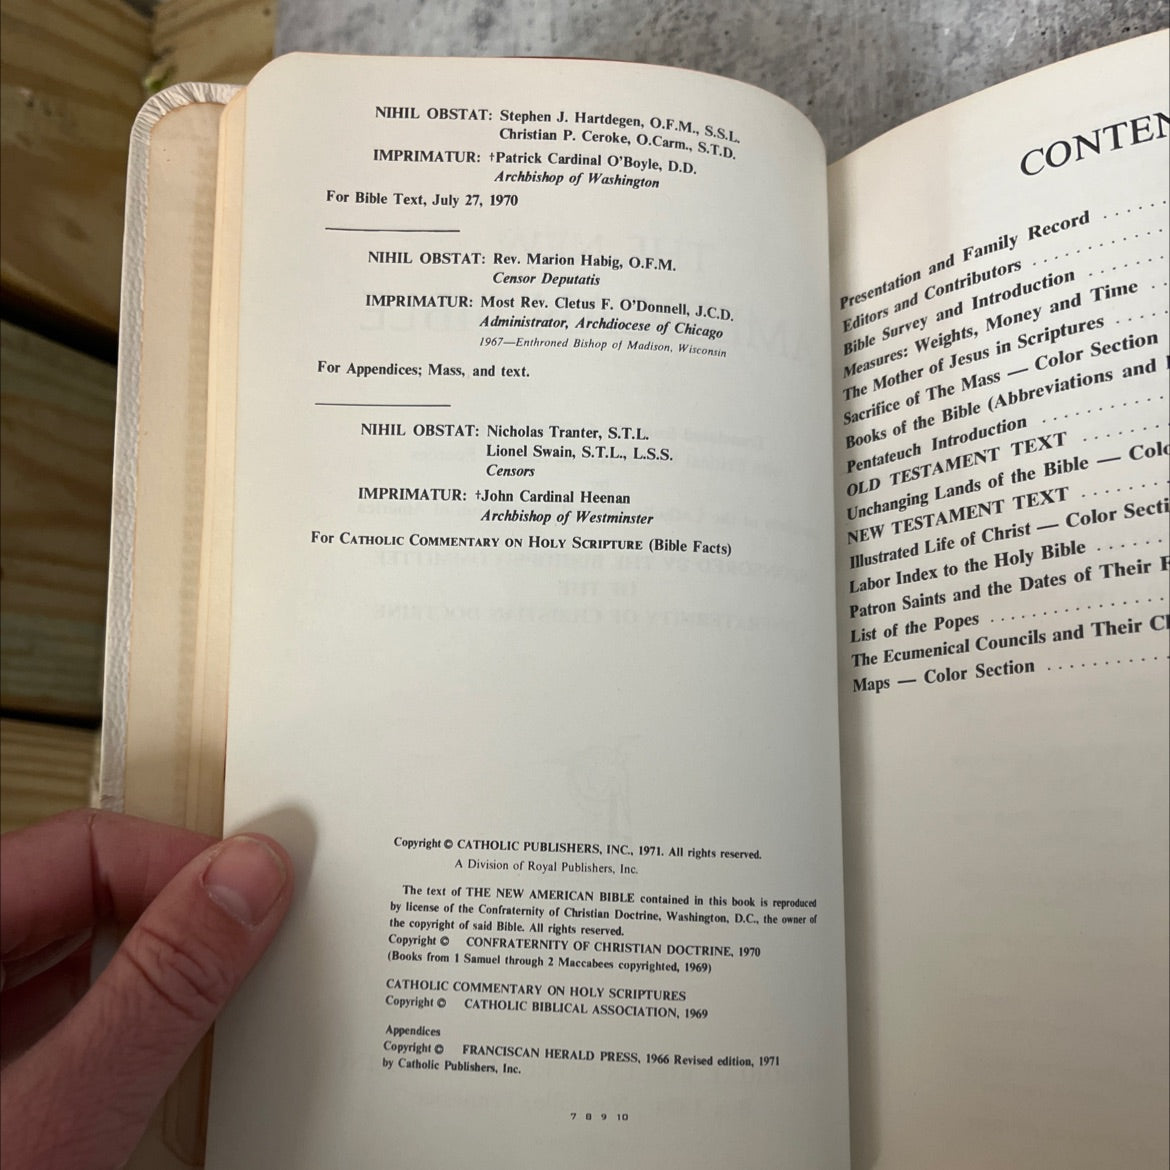 NIHIL OBSTAT: Stephen J. Hartdegen, O.F.M., S.S.L.
Christian P. Ceroke, O.Carm., S.T.D.
IMPRIMATUR: †Patrick Cardinal O'Boyle, D.D.
Archbishop of Washington
For Bible Text, July 27, 1970
NIHIL OBSTAT: Rev. Marion Habig, O.F.M.
Censor Deputatis
IMPRIMATUR: Most Rev. Cletus F. O'Donnell, J.C.D.
Administrator, Archdiocese of Chicago
1967—Enthroned Bishop of Madison, Wisconsin
For Appendices; Mass, and text.
NIHIL OBSTAT: Nicholas Tranter, S.T.L.
Lionel Swain, S.T.L., L.S.S.
Censors
IMPRIMATUR: †John Cardinal Heenan
Archbishop of Westminster
For CATHOLIC COMMENTARY ON HOLY SCRIPTURE (Bible Facts)
Copyright © CATHOLIC PUBLISHERS, INC., 1971. All rights reserved.
A Division of Royal Publishers, Inc.
The text of THE NEW AMERICAN BIBLE contained in this book is reproduced
by license of the Confraternity of Christian Doctrine, Washington, D.C., the owner of
the copyright of said Bible. All rights reserved.
Copyright © CONFRATERNITY OF CHRISTIAN DOCTRINE, 1970
(Books from 1 Samuel through 2 Maccabees copyrighted, 1969)
CATHOLIC COMMENTARY ON HOLY SCRIPTURES
Copyright © CATHOLIC BIBLICAL ASSOCIATION, 1969
Appendices
Copyright © FRANCISCAN HERALD PRESS, 1966 Revised edition, 1971
by Catholic Publishers, Inc.
7 8 9 10
CONTEN
Presentation and Family Record . . . . . .
Editors and Contributors . . . . . . . . . .
Bible Survey and Introduction . . . . . . .
Measures: Weights, Money and Time . .
The Mother of Jesus in Scriptures . . . . .
Sacrifice of The Mass — Color Section
Books of the Bible (Abbreviations and
Pentateuch Introduction . . . . . . . . . .
OLD TESTAMENT TEXT . . . . . . .
Unchanging Lands of the Bible — Colo
NEW TESTAMENT TEXT . . . . . . .
Illustrated Life of Christ — Color Secti
Labor Index to the Holy Bible . . . . . .
Patron Saints and the Dates of Their F
List of the Popes . . . . . . . . . . . . . .
The Ecumenical Councils and Their Ch
Maps — Color Section . . . . . . . . . .